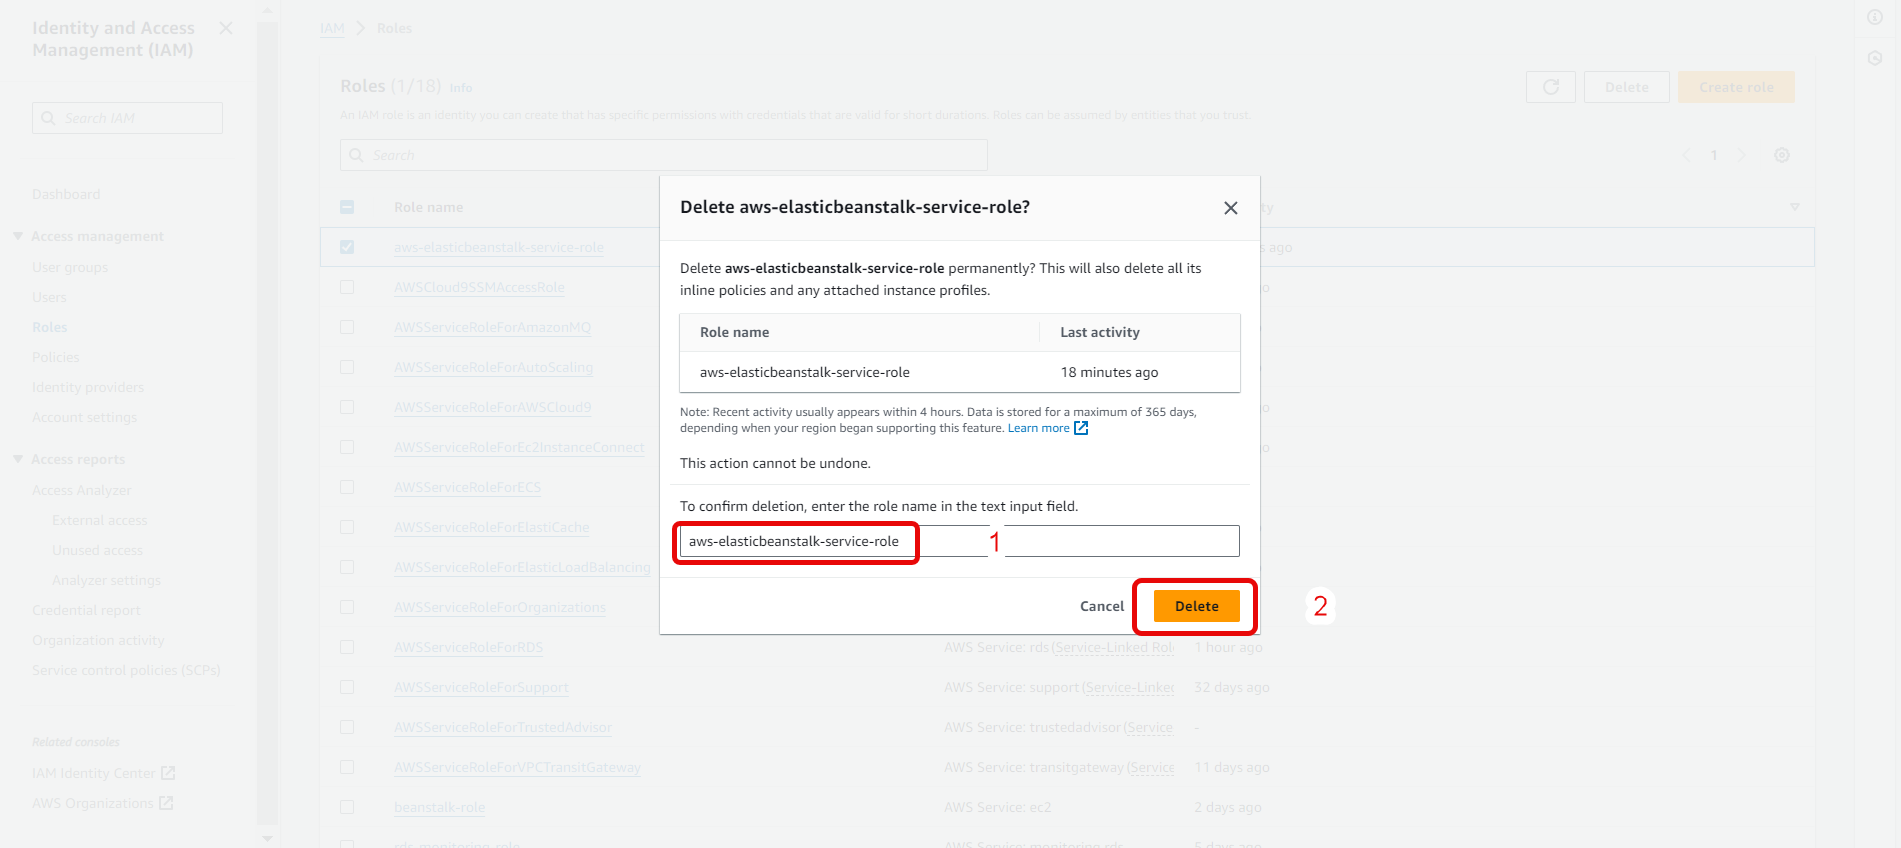 Identity and Access
Management (IAM)
Search IAM
Dashboard
Access management
User groups
Users
Roles
Policies
Identity providers
Account settings
Access reports
Access Analyzer
External access
Unused access
Analyzer settings
Credential report
Organization activity
Service control policies (SCPs)
Related consoles
IAM Identity Center
AWS Organizations
IAM > Roles
Roles (1/18) Info
Delete
Create role
An IAM role is an identity you can create that has specific permissions with credentials that are valid for short durations. Roles can be assumed by entities that you trust.
Search
1
Role name
aws-elasticbeanstalk-service-role
AWSCloud9SSMAccessRole
AWSServiceRoleForAmazonMQ
AWSServiceRoleForAutoScaling
AWSServiceRoleForAWSCloud9
AWSServiceRoleForEc2InstanceConnect
AWSServiceRoleForECS
AWSServiceRoleForElastiCache
AWSServiceRoleForElasticLoadBalancing
AWSServiceRoleForOrganizations
AWSServiceRoleForRDS AWS Service: rds (Service-Linked Rol 1 hour ago
AWSServiceRoleForSupport AWS Service: support (Service-Linked 32 days ago
AWSServiceRoleForTrustedAdvisor AWS Service: trustedadvisor (Service -
AWSServiceRoleForVPCTransitGateway AWS Service: transitgateway (Service 11 days ago
beanstalk-role AWS Service: ec2 2 days ago
rds-monitoring-role AWS Service: monitoring.rds 5 days ago
Delete aws-elasticbeanstalk-service-role?
Delete aws-elasticbeanstalk-service-role permanently? This will also delete all its
inline policies and any attached instance profiles.
Role name Last activity
aws-elasticbeanstalk-service-role 18 minutes ago
Note: Recent activity usually appears within 4 hours. Data is stored for a maximum of 365 days,
depending when your region began supporting this feature. Learn more
This action cannot be undone.
To confirm deletion, enter the role name in the text input field.
aws-elasticbeanstalk-service-role
1
Cancel
Delete
2